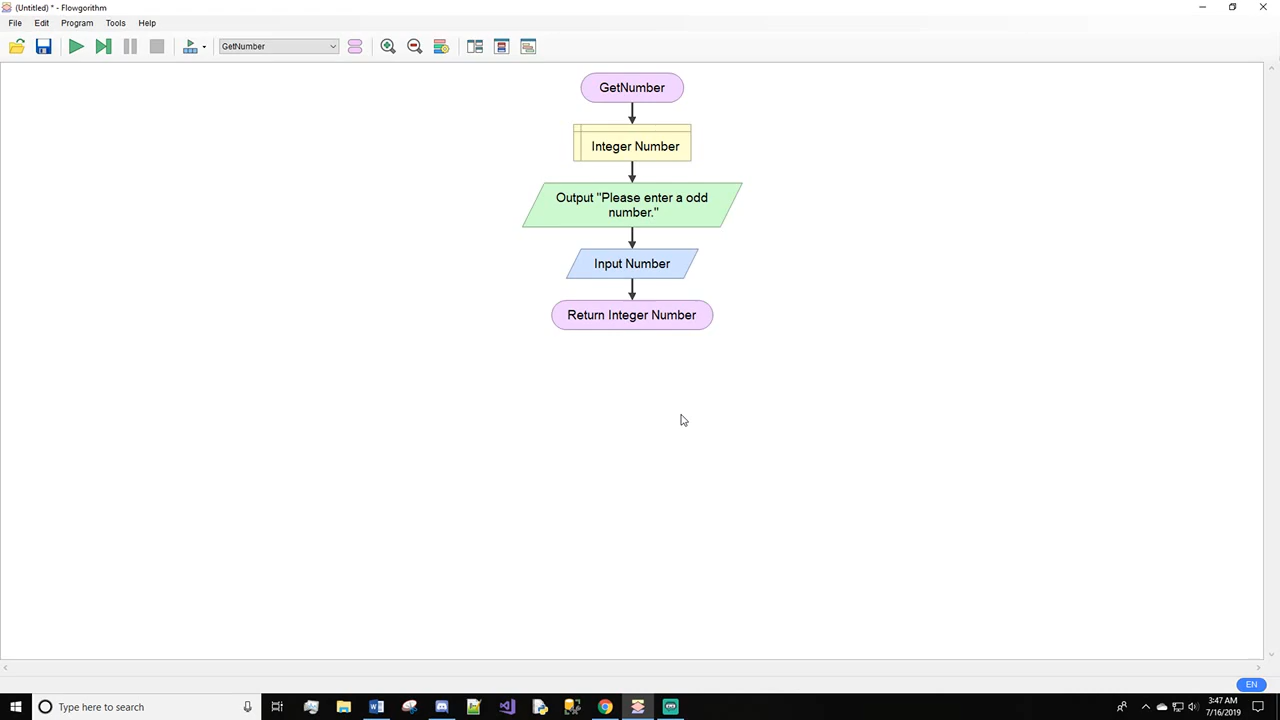 (Untitled) * - Flowgorithm
File Edit Program Tools Help
GetNumber
GetNumber
Integer Number
Output "Please enter a odd
number."
Input Number
Return Integer Number
EN
Type here to search
3:47 AM
7/16/2019